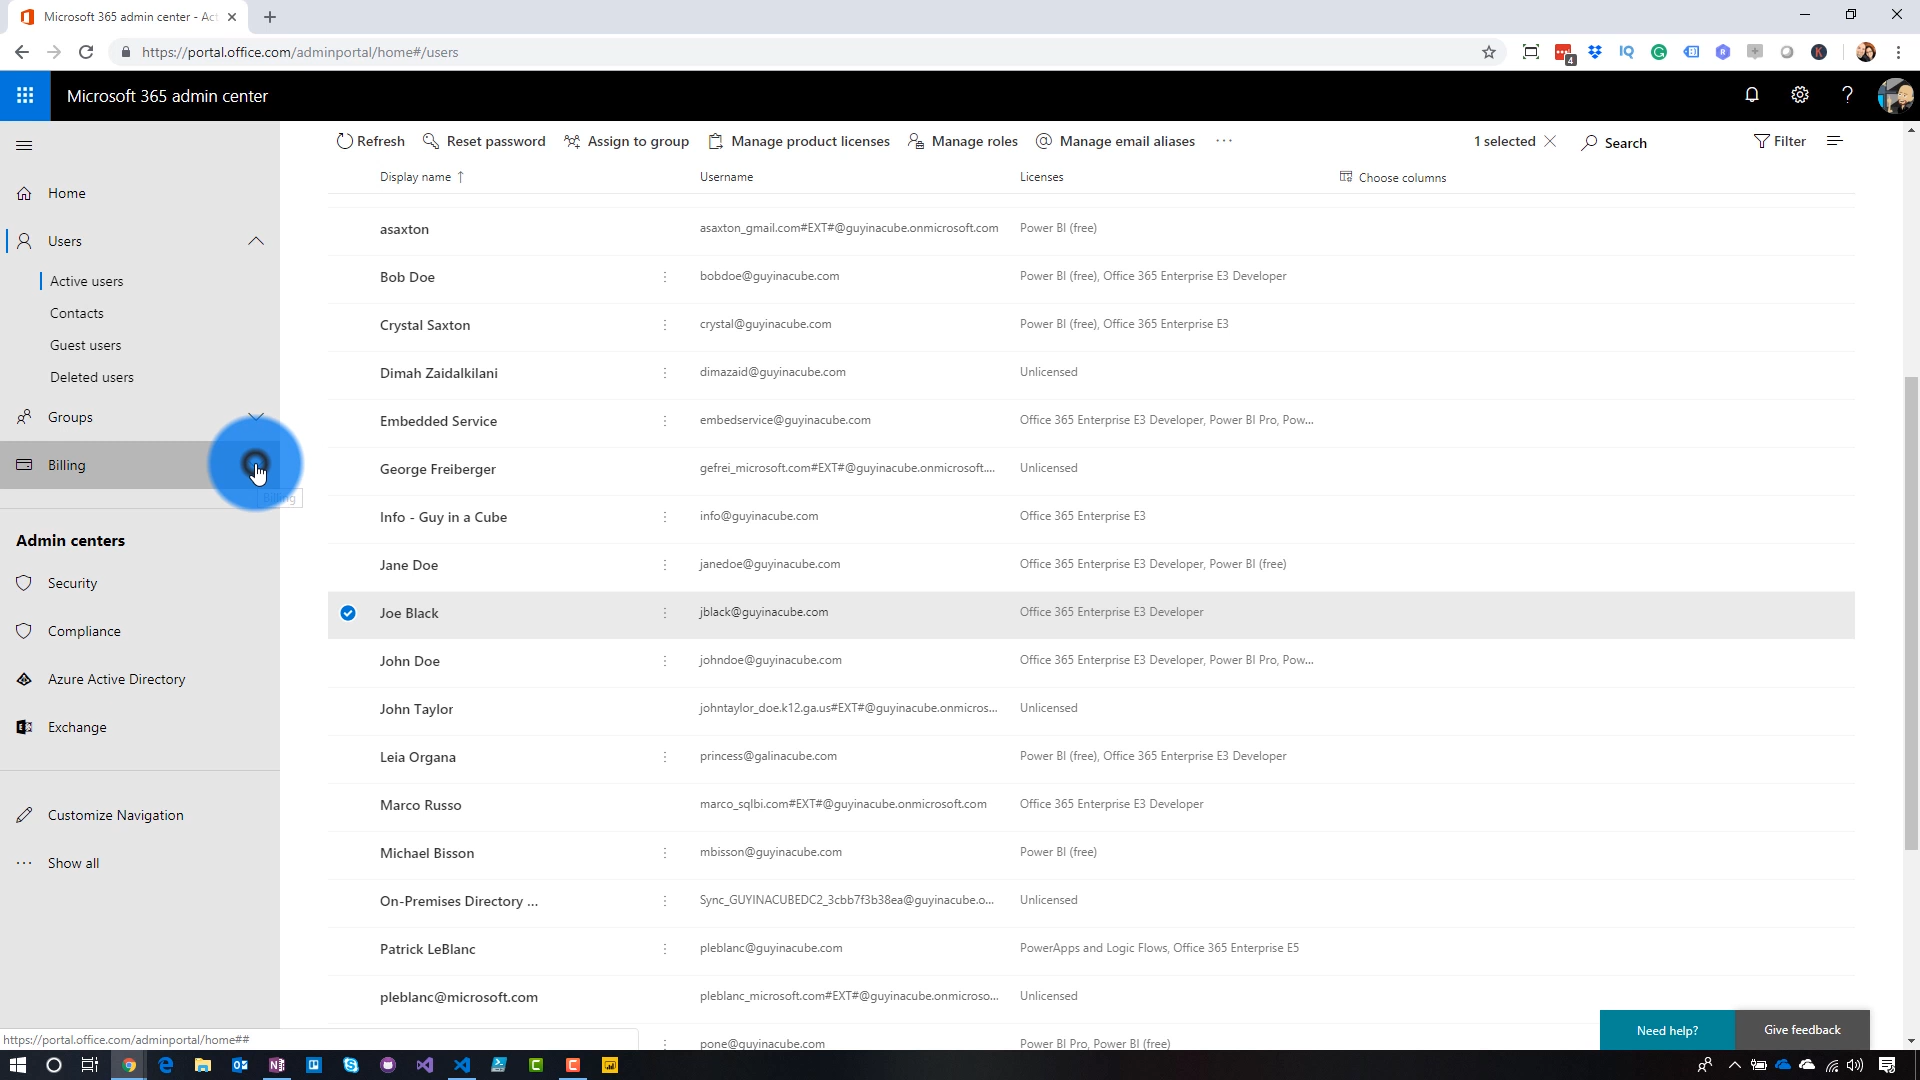 Microsoft 365 admin center - Act
https://portal.office.com/adminportal/home#/users
4
Microsoft 365 admin center
Refresh
Reset password
Assign to group
Manage product licenses
Manage roles
Manage email aliases
1 selected
Search
Filter
Display name ↑
Username
Licenses
Choose columns
Home
Users
Active users
Contacts
Guest users
Deleted users
Groups
Billing
Billing
Admin centers
Security
Compliance
Azure Active Directory
Exchange
Customize Navigation
Show all
asaxton asaxton_gmail.com#EXT#@guyinacube.onmicrosoft.com Power BI (free)
Bob Doe bobdoe@guyinacube.com Power BI (free), Office 365 Enterprise E3 Developer
Crystal Saxton crystal@guyinacube.com Power BI (free), Office 365 Enterprise E3
Dimah Zaidalkilani dimazaid@guyinacube.com Unlicensed
Embedded Service embedservice@guyinacube.com Office 365 Enterprise E3 Developer, Power BI Pro, Pow...
George Freiberger gefrei_microsoft.com#EXT#@guyinacube.onmicrosoft.... Unlicensed
Info - Guy in a Cube info@guyinacube.com Office 365 Enterprise E3
Jane Doe janedoe@guyinacube.com Office 365 Enterprise E3 Developer, Power BI (free)
Joe Black jblack@guyinacube.com Office 365 Enterprise E3 Developer
John Doe johndoe@guyinacube.com Office 365 Enterprise E3 Developer, Power BI Pro, Pow...
John Taylor johntaylor_doe.k12.ga.us#EXT#@guyinacube.onmicros... Unlicensed
Leia Organa princess@galinacube.com Power BI (free), Office 365 Enterprise E3 Developer
Marco Russo marco_sqlbi.com#EXT#@guyinacube.onmicrosoft.com Office 365 Enterprise E3 Developer
Michael Bisson mbisson@guyinacube.com Power BI (free)
On-Premises Directory ... Sync_GUYINACUBEDC2_3cbb7f3b38ea@guyinacube.o... Unlicensed
Patrick LeBlanc pleblanc@guyinacube.com PowerApps and Logic Flows, Office 365 Enterprise E5
pleblanc@microsoft.com pleblanc_microsoft.com#EXT#@guyinacube.onmicroso... Unlicensed
pone@guyinacube.com Power BI Pro, Power BI (free)
Need help?
Give feedback
https://portal.office.com/adminportal/home##